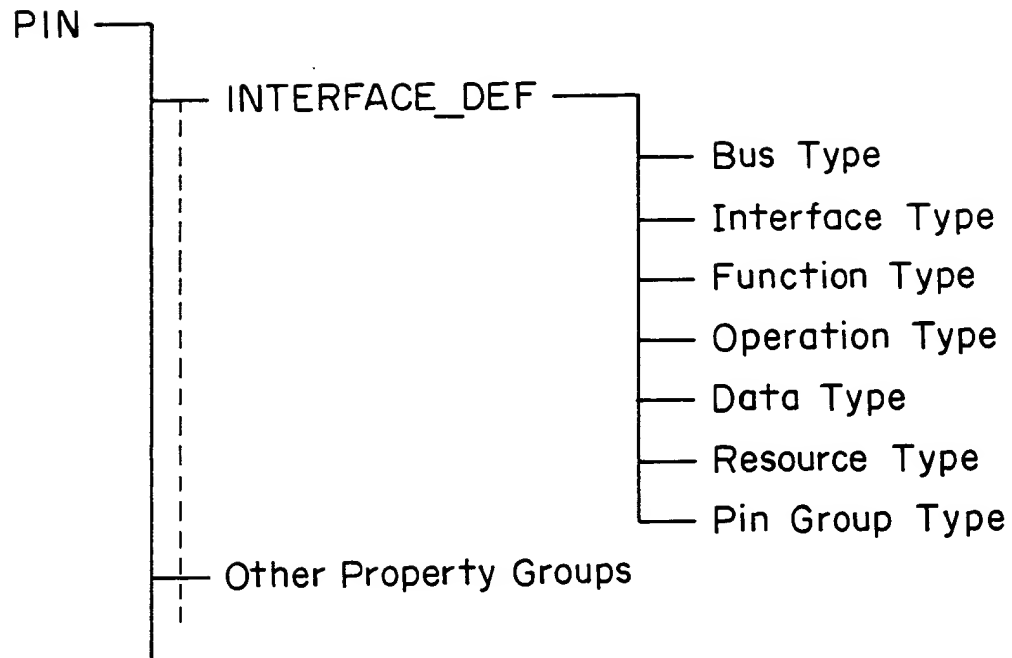 PIN
INTERFACE_DEF
Bus Type
Interface Type
Function Type
Operation Type
Data Type
Resource Type
Pin Group Type
Other Property Groups